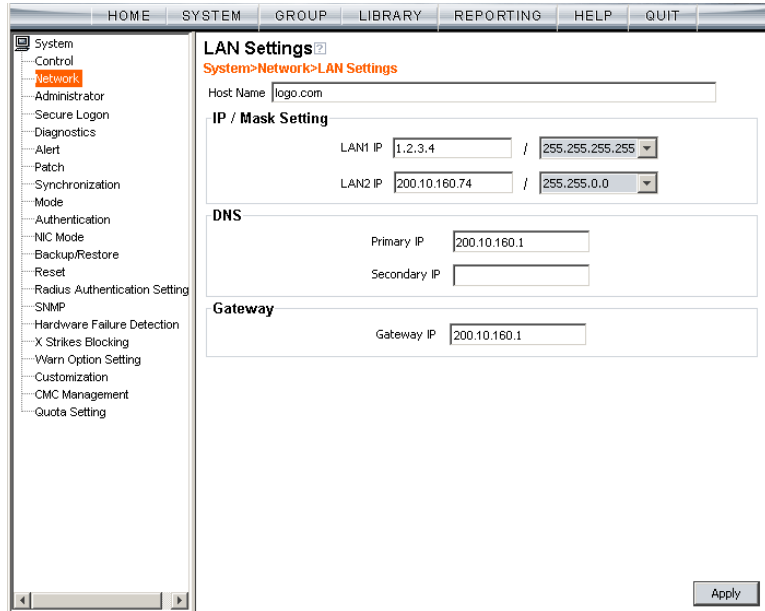 HOME SYSTEM GROUP LIBRARY REPORTING HELP QUIT
System
Control
Network
Administrator
Secure Logon
Diagnostics
Alert
Patch
Synchronization
Mode
Authentication
NIC Mode
Backup/Restore
Reset
Radius Authentication Setting
SNMP
Hardware Failure Detection
X Strikes Blocking
Warn Option Setting
Customization
CMC Management
Quota Setting
LAN Settings ?
System>Network>LAN Settings
Host Name logo.com
IP / Mask Setting
LAN1 IP 1.2.3.4 / 255.255.255.255
LAN2 IP 200.10.160.74 / 255.255.0.0
DNS
Primary IP 200.10.160.1
Secondary IP
Gateway
Gateway IP 200.10.160.1
Apply